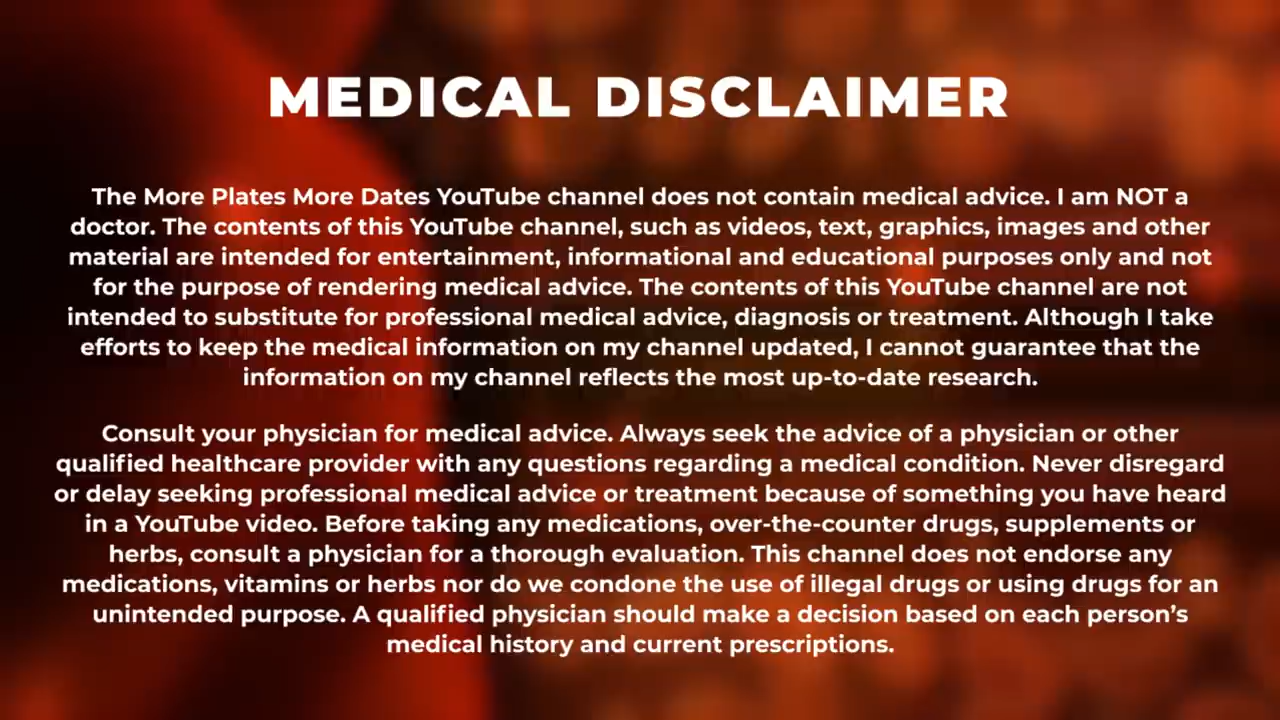 MEDICAL DISCLAIMER
The More Plates More Dates YouTube channel does not contain medical advice. I am NOT a
doctor. The contents of this YouTube channel, such as videos, text, graphics, images and other
material are intended for entertainment, informational and educational purposes only and not
for the purpose of rendering medical advice. The contents of this YouTube channel are not
intended to substitute for professional medical advice, diagnosis or treatment. Although I take
efforts to keep the medical information on my channel updated, I cannot guarantee that the
information on my channel reflects the most up-to-date research.
Consult your physician for medical advice. Always seek the advice of a physician or other
qualified healthcare provider with any questions regarding a medical condition. Never disregard
or delay seeking professional medical advice or treatment because of something you have heard
in a YouTube video. Before taking any medications, over-the-counter drugs, supplements or
herbs, consult a physician for a thorough evaluation. This channel does not endorse any
medications, vitamins or herbs nor do we condone the use of illegal drugs or using drugs for an
unintended purpose. A qualified physician should make a decision based on each person’s
medical history and current prescriptions.